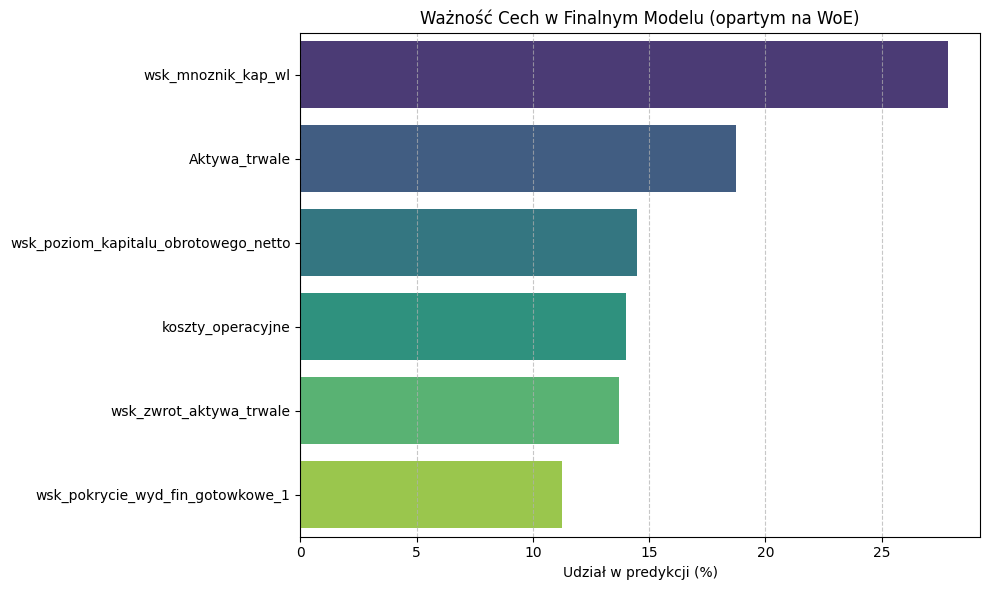 Ważność Cech w Finalnym Modelu (opartym na WoE)
wsk_mnoznik_kap_wl
Aktywa_trwale
wsk_poziom_kapitalu_obrotowego_netto
koszty_operacyjne
wsk_zwrot_aktywa_trwale
wsk_pokrycie_wyd_fin_gotowkowe_1
0 5 10 15 20 25
Udział w predykcji (%)